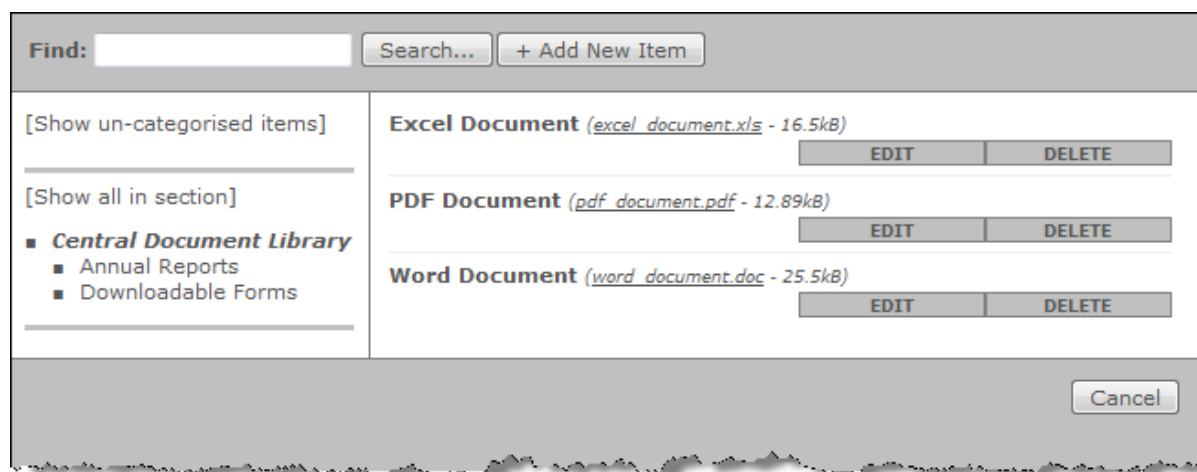 Find: Search... + Add New Item
[Show un-categorised items]
[Show all in section]
Central Document Library
Annual Reports
Downloadable Forms
Excel Document (excel_document.xls - 16.5kB)
EDIT DELETE
PDF Document (pdf_document.pdf - 12.89kB)
EDIT DELETE
Word Document (word_document.doc - 25.5kB)
EDIT DELETE
Cancel